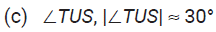 (c) ∠TUS, |∠TUS| ≈ 30°